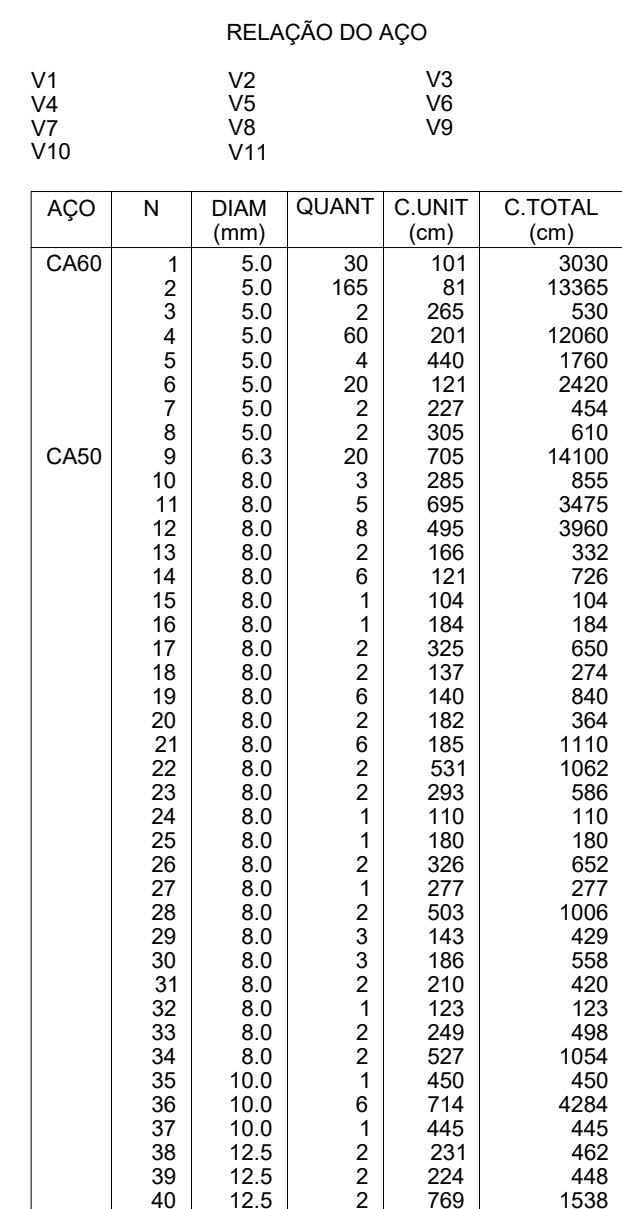 RELAÇÃO DO AÇO
V1 V2 V3
V4 V5 V6
V7 V8 V9
V10 V11
AÇO N DIAM QUANT C.UNIT C.TOTAL
(mm) (cm) (cm)
CA60 1 5.0 30 101 3030
2 5.0 165 81 13365
3 5.0 2 265 530
4 5.0 60 201 12060
5 5.0 4 440 1760
6 5.0 20 121 2420
7 5.0 2 227 454
8 5.0 2 305 610
CA50 9 6.3 20 705 14100
10 8.0 3 285 855
11 8.0 5 695 3475
12 8.0 8 495 3960
13 8.0 2 166 332
14 8.0 6 121 726
15 8.0 1 104 104
16 8.0 1 184 184
17 8.0 2 325 650
18 8.0 2 137 274
19 8.0 6 140 840
20 8.0 2 182 364
21 8.0 6 185 1110
22 8.0 2 531 1062
23 8.0 2 293 586
24 8.0 1 110 110
25 8.0 1 180 180
26 8.0 2 326 652
27 8.0 1 277 277
28 8.0 2 503 1006
29 8.0 3 143 429
30 8.0 3 186 558
31 8.0 2 210 420
32 8.0 1 123 123
33 8.0 2 249 498
34 8.0 2 527 1054
35 10.0 1 450 450
36 10.0 6 714 4284
37 10.0 1 445 445
38 12.5 2 231 462
39 12.5 2 224 448
40 12.5 2 769 1538